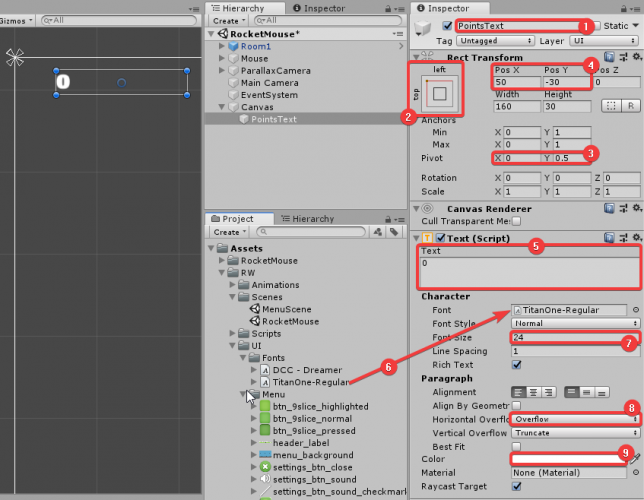 Gizmos All
0
Hierarchy Inspector
Create All
RocketMouse*
Room1
Mouse
ParallaxCamera
Main Camera
EventSystem
Canvas
PointsText
Project Hierarchy
Create
Assets
RocketMouse
RW
Animations
Scenes
MenuScene
RocketMouse
Scripts
UI
Fonts
DCC - Dreamer
TitanOne-Regular
6
Menu
btn_9slice_highlighted
btn_9slice_normal
btn_9slice_pressed
header_label
menu_background
settings_btn_close
settings_btn_sound
settings_btn_sound_checkmar
Inspector
PointsText 1 Static
Tag Untagged Layer UI
Rect Transform
left 4
Pos X Pos Y Pos Z
top 50 -30 0
Width Height
2 160 30 R
Anchors
Min X 0 Y 1
Max X 0 Y 1
3
Pivot X 0 Y 0.5
Rotation X 0 Y 0 Z 0
Scale X 1 Y 1 Z 1
Canvas Renderer
Cull Transparent Me
Text (Script) 5
Text
0
Character
Font TitanOne-Regular
Font Style Normal
Font Size 24 7
Line Spacing 1
Rich Text
Paragraph
Alignment
Align By Geometr
8
Horizontal Overflow Overflow
Vertical Overflow Truncate
Best Fit
9
Color
Material None (Material)
Raycast Target